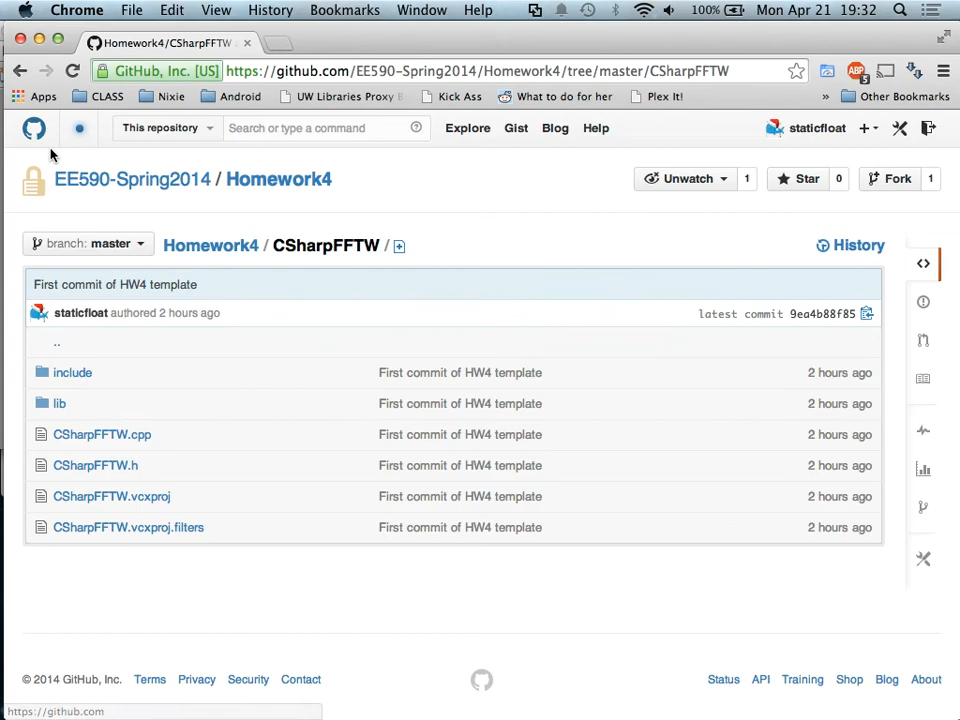 Chrome File Edit View History Bookmarks Window Help 100% Mon Apr 21 19:32
Homework4/CSharpFFTW ×
GitHub, Inc. [US] https://github.com/EE590-Spring2014/Homework4/tree/master/CSharpFFTW ABP 5
Apps CLASS Nixie Android UW Libraries Proxy B Kick Ass What to do for her Plex It! » Other Bookmarks
This repository Search or type a command Explore Gist Blog Help staticfloat
EE590-Spring2014 / Homework4 Unwatch 1 Star 0 Fork 1
branch: master Homework4 / CSharpFFTW / History
First commit of HW4 template
staticfloat authored 2 hours ago latest commit 9ea4b88f85
..
include First commit of HW4 template 2 hours ago
lib First commit of HW4 template 2 hours ago
CSharpFFTW.cpp First commit of HW4 template 2 hours ago
CSharpFFTW.h First commit of HW4 template 2 hours ago
CSharpFFTW.vcxproj First commit of HW4 template 2 hours ago
CSharpFFTW.vcxproj.filters First commit of HW4 template 2 hours ago
© 2014 GitHub, Inc. Terms Privacy Security Contact Status API Training Shop Blog About
https://github.com